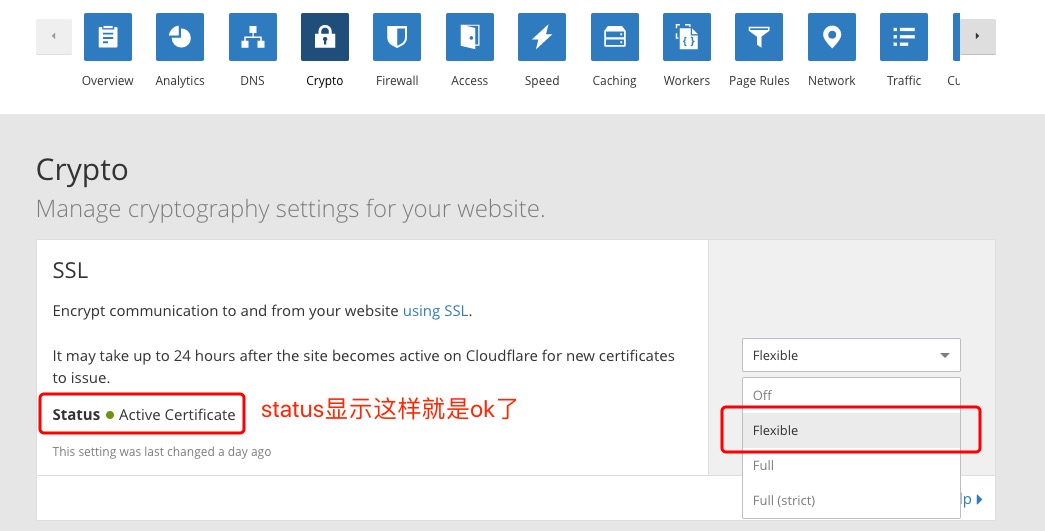 Overview
Analytics
DNS
Crypto
Firewall
Access
Speed
Caching
Workers
Page Rules
Network
Traffic
Crypto
Manage cryptography settings for your website.
SSL
Encrypt communication to and from your website using SSL.
It may take up to 24 hours after the site becomes active on Cloudflare for new certificates
to issue.
Status Active Certificate
status显示这样就是ok了
This setting was last changed a day ago
Flexible
Off
Flexible
Full
Full (strict)